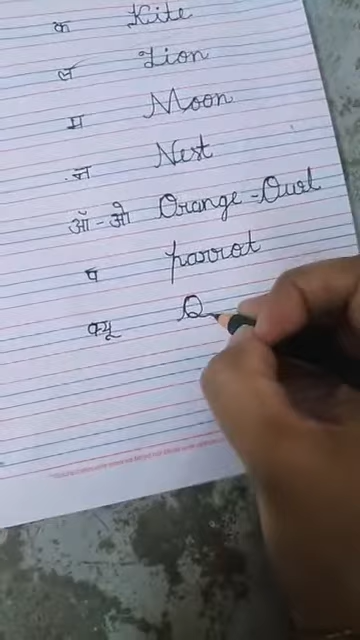 क Kite
ल Lion
म Moon
न Nest
ऑ - ओ Orange - Owl
प parrot
क्यू Q